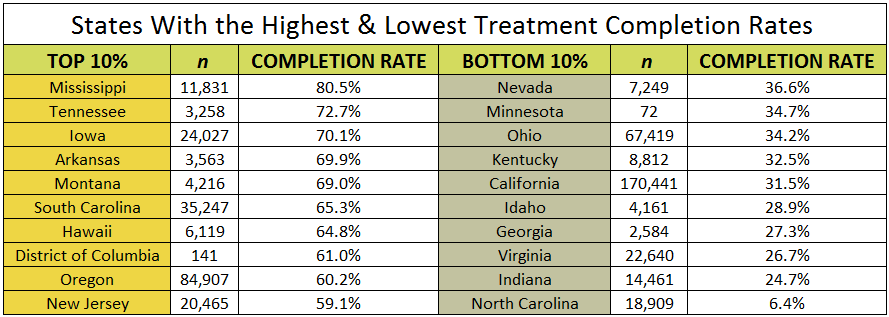 States With the Highest & Lowest Treatment Completion Rates
TOP 10% n COMPLETION RATE BOTTOM 10% n COMPLETION RATE
Mississippi 11,831 80.5% Nevada 7,249 36.6%
Tennessee 3,258 72.7% Minnesota 72 34.7%
Iowa 24,027 70.1% Ohio 67,419 34.2%
Arkansas 3,563 69.9% Kentucky 8,812 32.5%
Montana 4,216 69.0% California 170,441 31.5%
South Carolina 35,247 65.3% Idaho 4,161 28.9%
Hawaii 6,119 64.8% Georgia 2,584 27.3%
District of Columbia 141 61.0% Virginia 22,640 26.7%
Oregon 84,907 60.2% Indiana 14,461 24.7%
New Jersey 20,465 59.1% North Carolina 18,909 6.4%